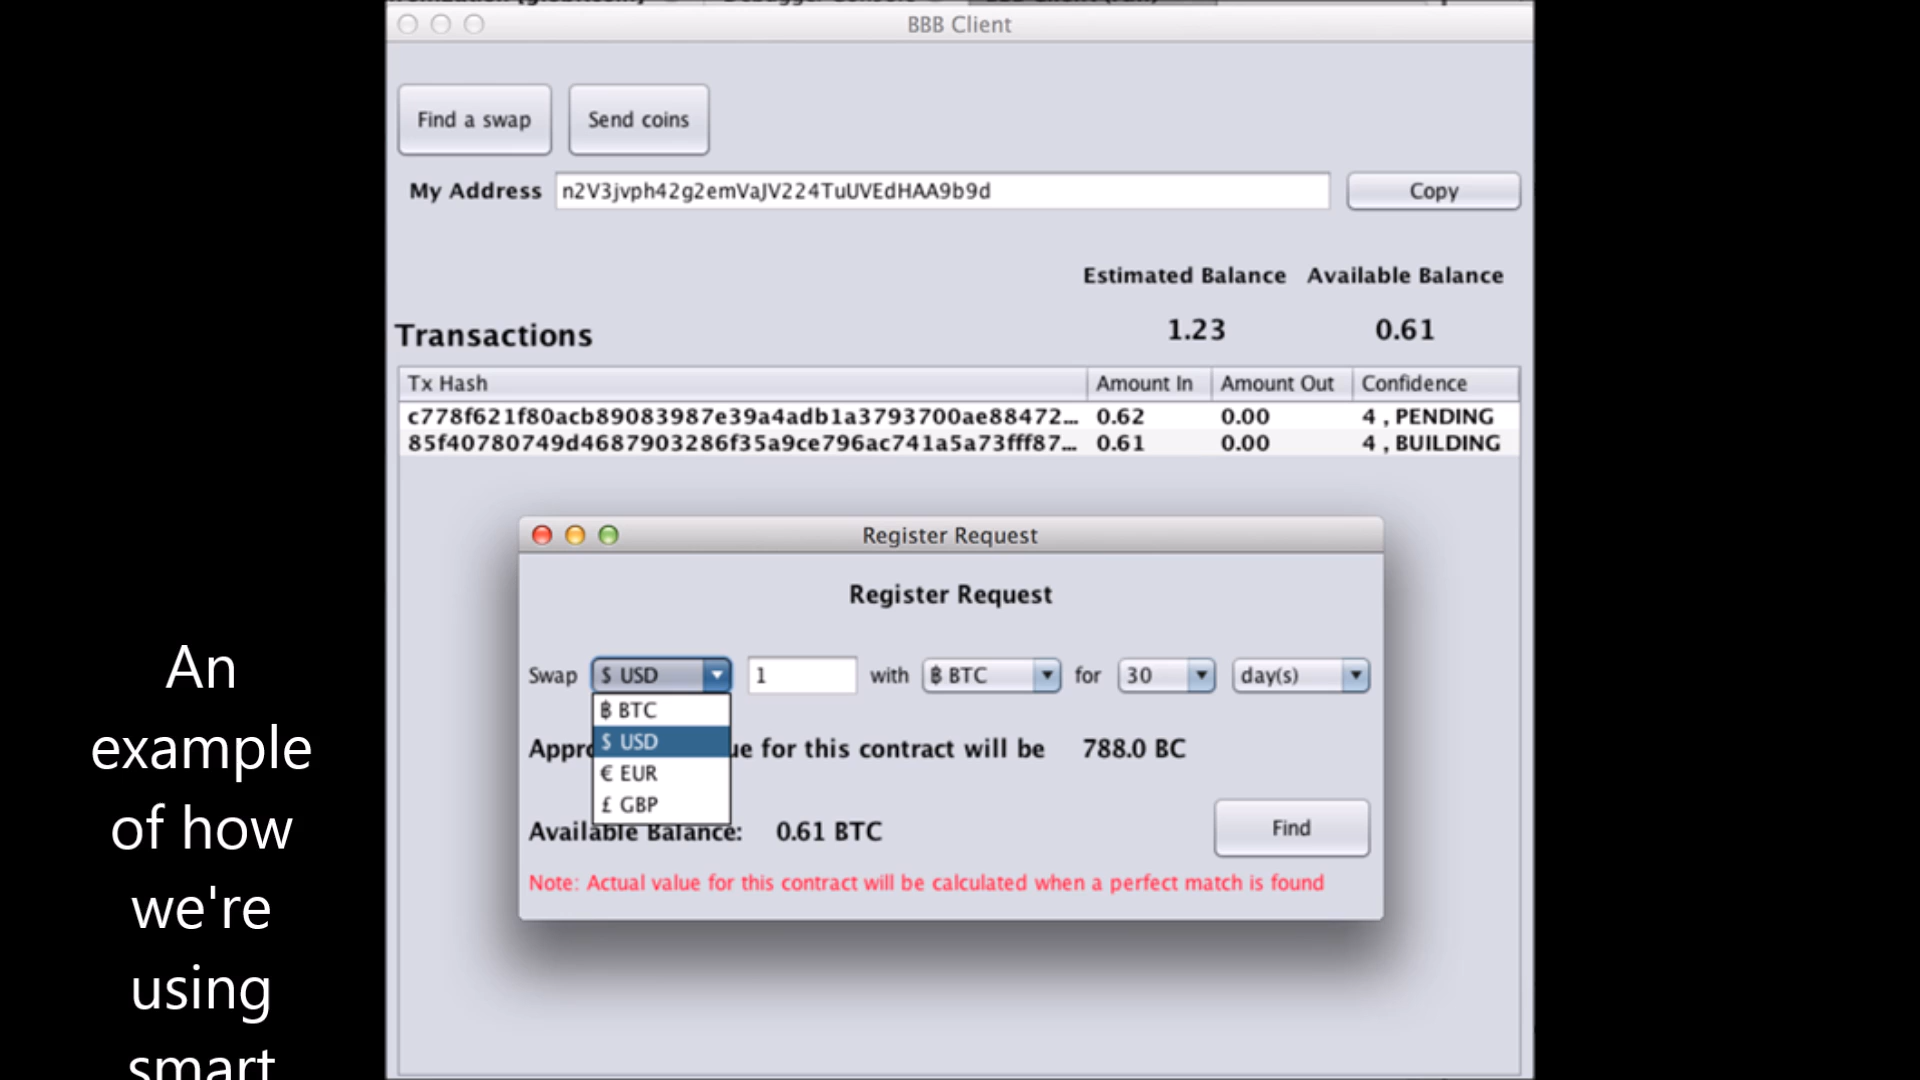 BBB Client
Find a swap
Send coins
My Address
n2V3jvph42g2emVaJV224TuUVEdHAA9b9d
Copy
Estimated Balance Available Balance
Transactions
1.23 0.61
Tx Hash Amount In Amount Out Confidence
c778f621f80acb89083987e39a4adb1a3793700ae88472... 0.62 0.00 4 , PENDING
85f40780749d4687903286f35a9ce796ac741a5a73fff87... 0.61 0.00 4 , BUILDING
Register Request
Register Request
Swap $ USD 1 with ฿ BTC for 30 day(s)
฿ BTC
$ USD
€ EUR
£ GBP
for this contract will be 788.0 BC
Available Balance: 0.61 BTC
Find
Note: Actual value for this contract will be calculated when a perfect match is found
An
example
of how
we're
using
smart